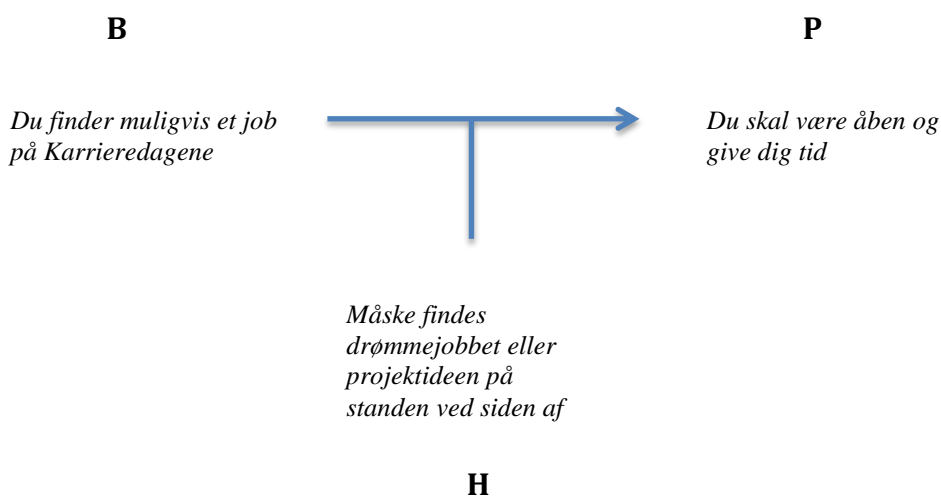 B
P
Du finder muligvis et job
på Karrieredagene
Du skal være åben og
give dig tid
Måske findes
drømmejobbet eller
projektideen på
standen ved siden af
H